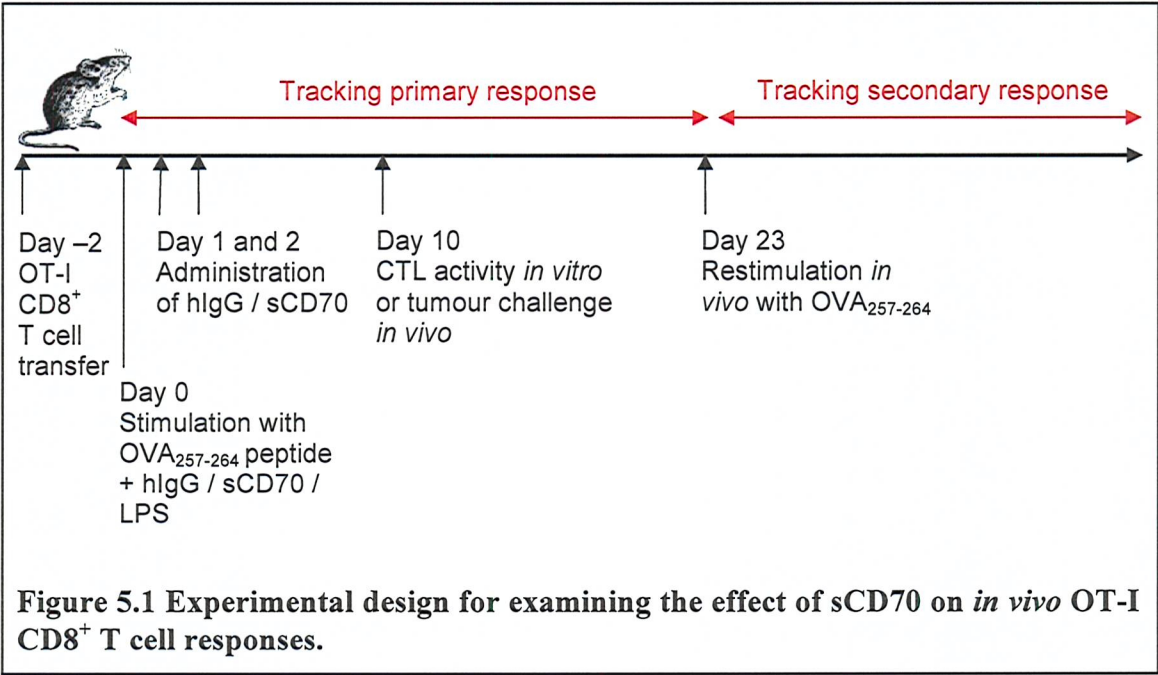 Tracking primary response
Tracking secondary response
Day –2
OT-I
CD8⁺
T cell
transfer
Day 0
Stimulation with
OVA₂₅₇₋₂₆₄ peptide
+ hIgG / sCD70 /
LPS
Day 1 and 2
Administration
of hIgG / sCD70
Day 10
CTL activity in vitro
or tumour challenge
in vivo
Day 23
Restimulation in
vivo with OVA₂₅₇₋₂₆₄
Figure 5.1 Experimental design for examining the effect of sCD70 on in vivo OT-I
CD8⁺ T cell responses.